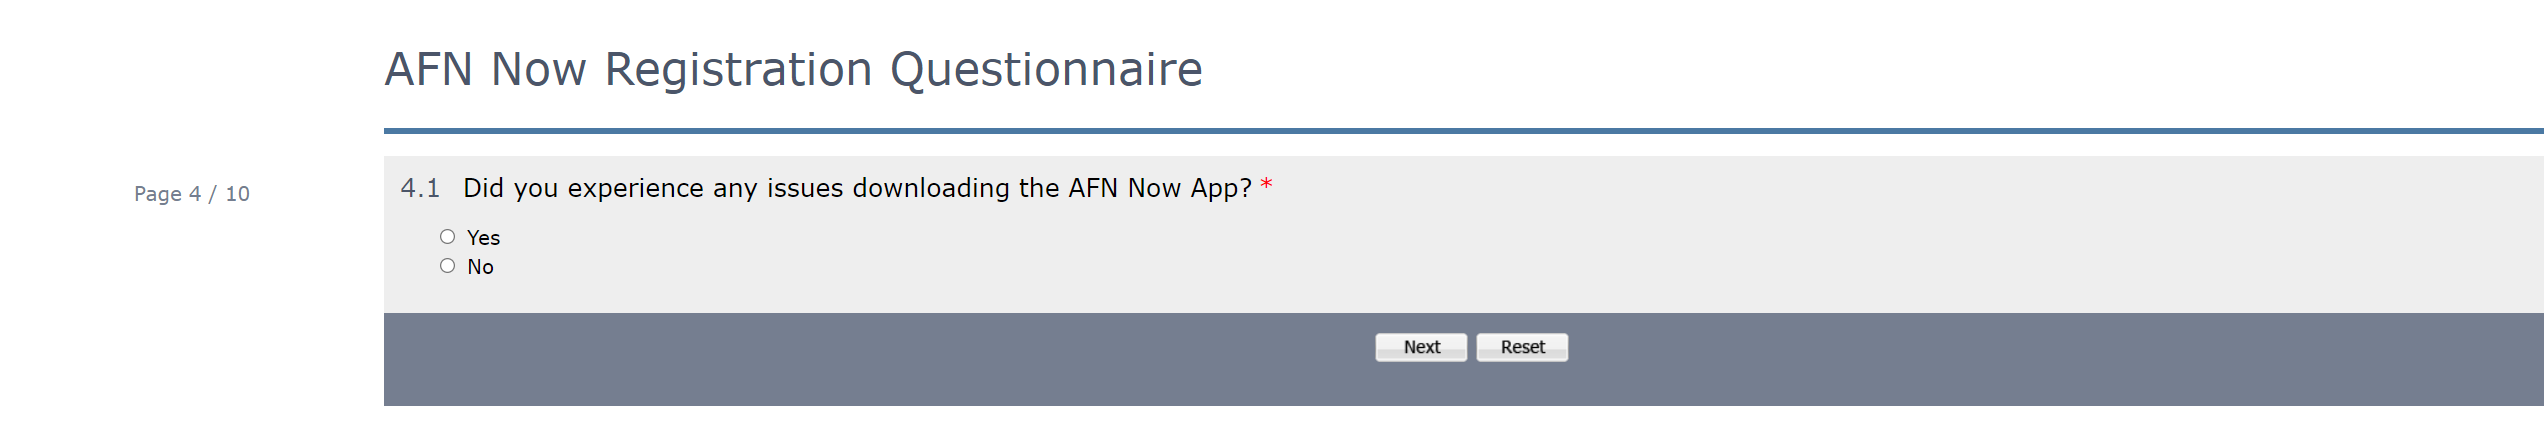 AFN Now Registration Questionnaire
Page 4 / 10
4.1 Did you experience any issues downloading the AFN Now App? *
Yes
No
Next Reset